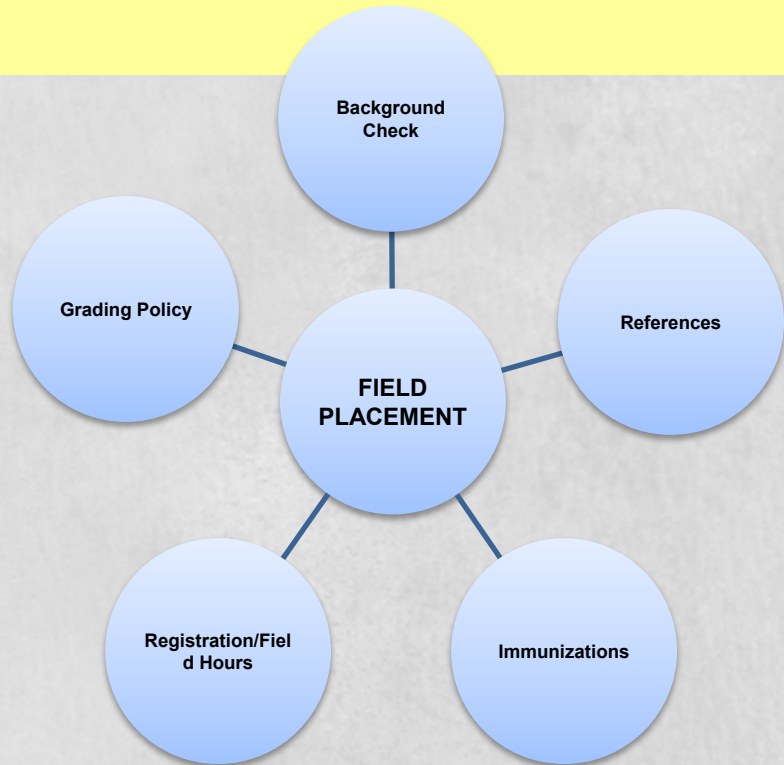 Background
Check
Grading Policy
References
FIELD
PLACEMENT
Registration/Fiel
d Hours
Immunizations